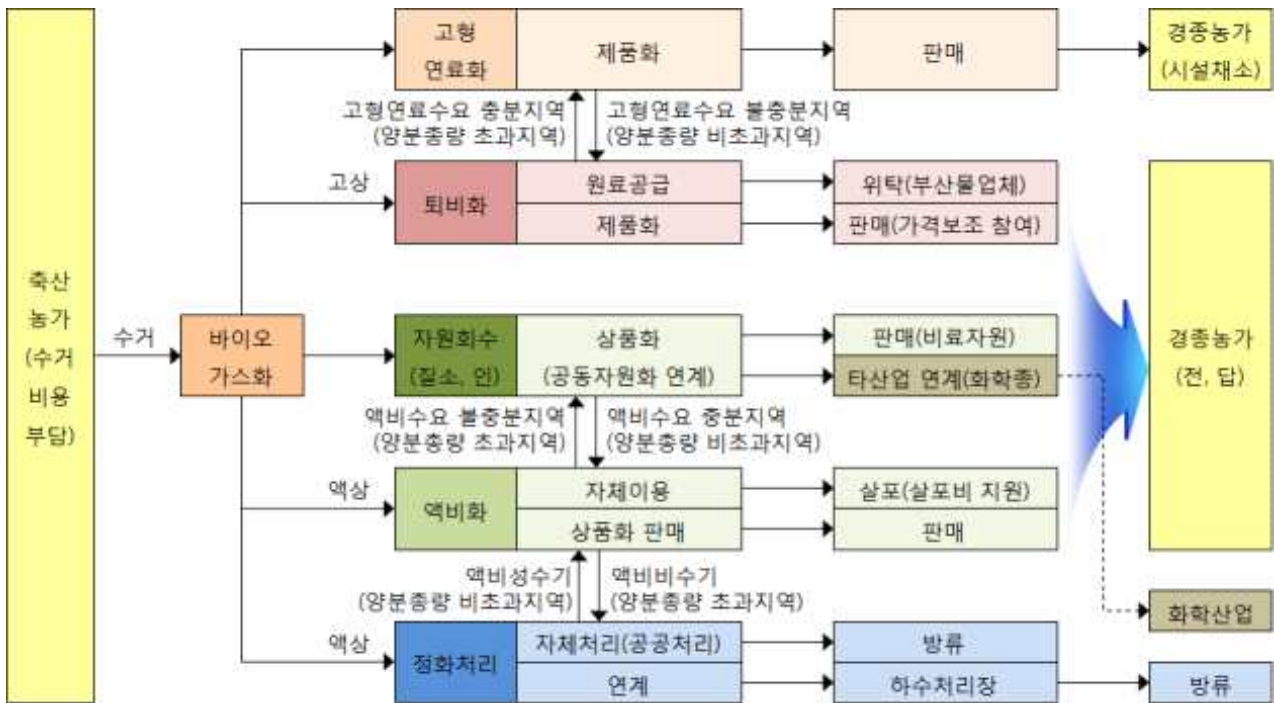 축산
농가
(수거
비용
부담)
수거
바이오
가스화
고형
연료화
제품화
판매
경종농가
(시설채소)
고형연료수요 충분지역
(양분종량 초과지역)
고형연료수요 불충분지역
(양분종량 비초과지역)
고상
퇴비화
원료공급
위탁(부산물업체)
제품화
판매(가격보조 참여)
자원회수
(질소, 인)
상품화
(공동자원화 연계)
판매(비료자원)
타산업 연계(화학종)
경종농가
(전, 답)
액비수요 불충분지역
(양분종량 초과지역)
액비수요 충분지역
(양분종량 비초과지역)
액상
액비화
자체이용
살포(살포비 지원)
상품화 판매
판매
액비성수기
(양분종량 비초과지역)
액비비수기
(양분종량 초과지역)
화학산업
액상
정화처리
자체처리(공공처리)
방류
연계
하수처리장
방류